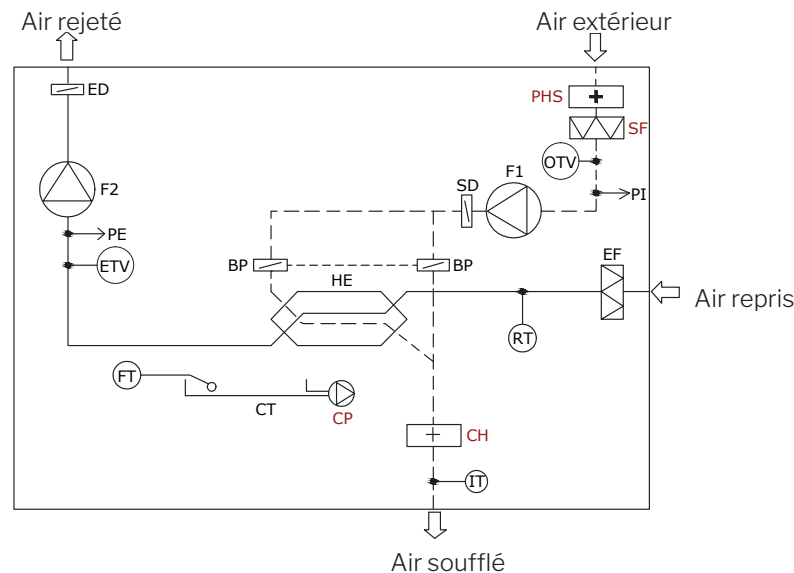 Air rejeté
Air extérieur
ED
PHS
SF
OTV
F1
SD
F2
PI
PE
ETV
BP
BP
HE
EF
Air repris
RT
FT
CT
CP
CH
IT
Air soufflé